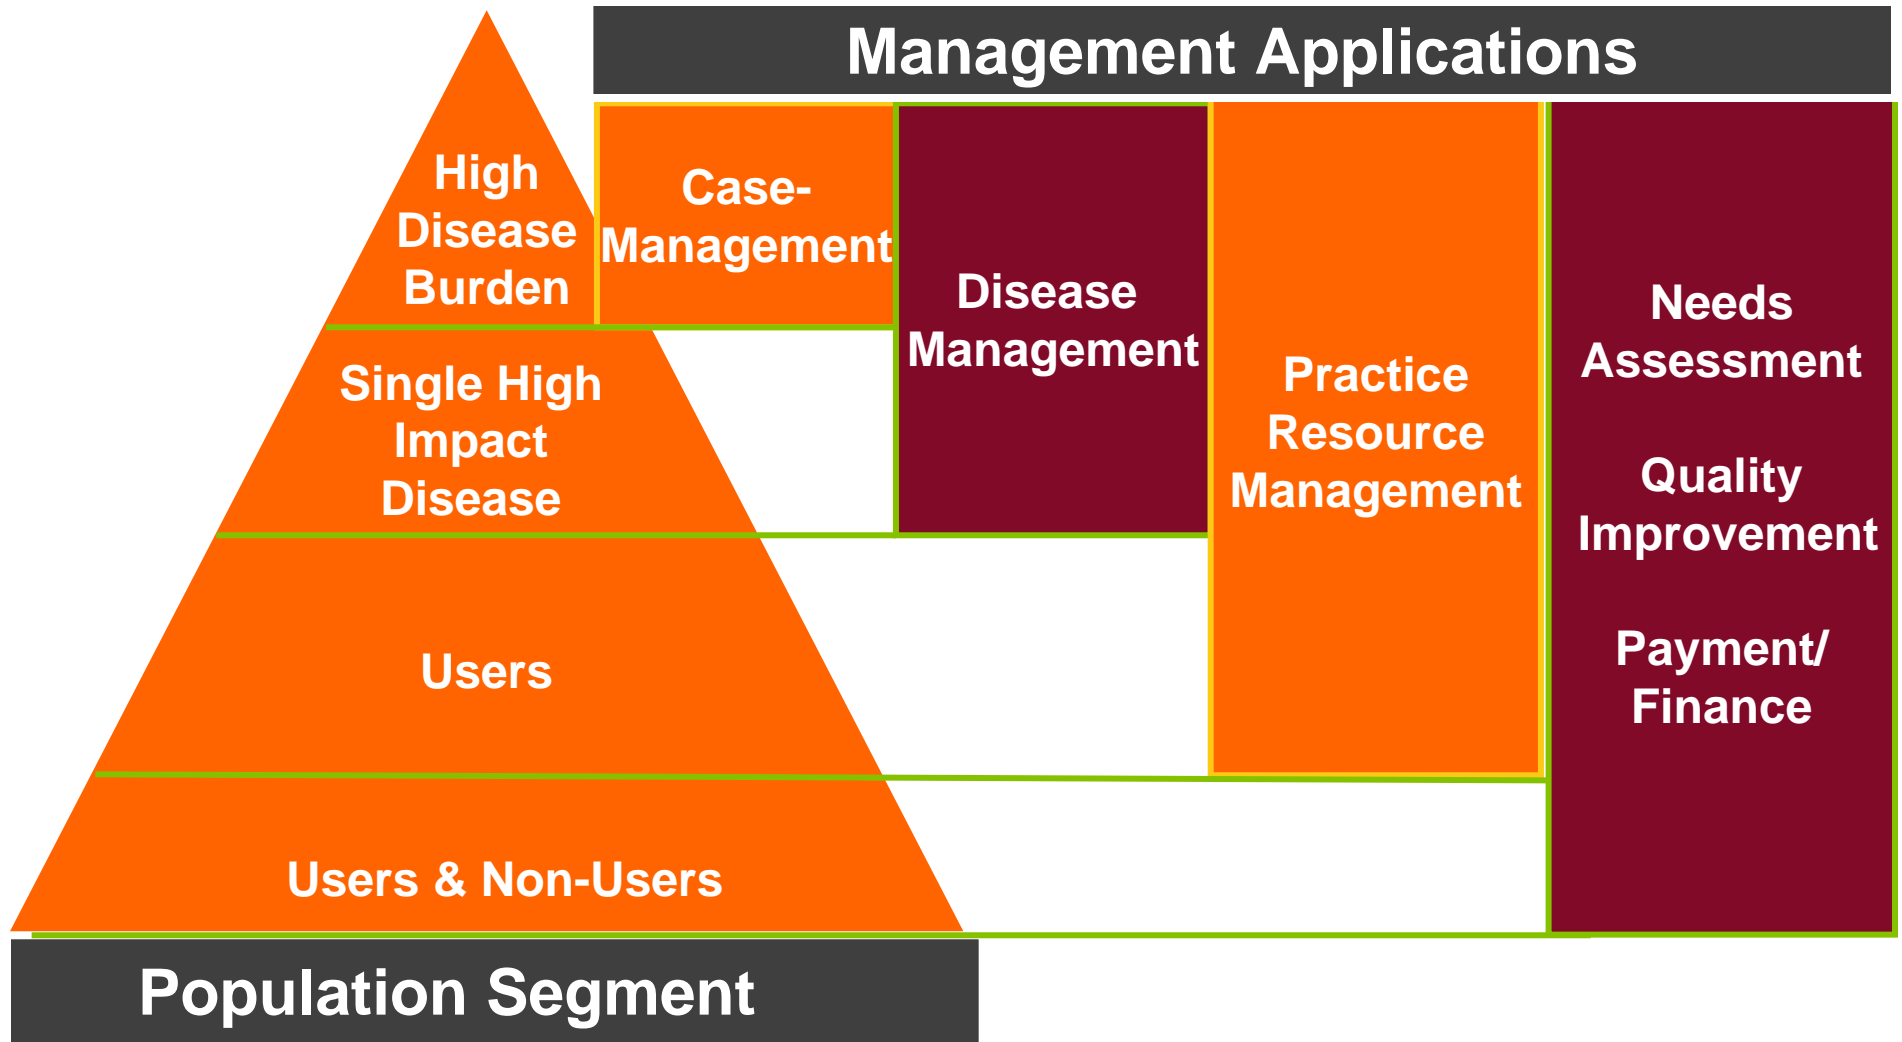 Management Applications
High
Disease
Burden
Case-
Management
Disease
Management
Practice
Resource
Management
Needs
Assessment
Quality
Improvement
Payment/
Finance
Single High
Impact
Disease
Users
Users & Non-Users
Population Segment